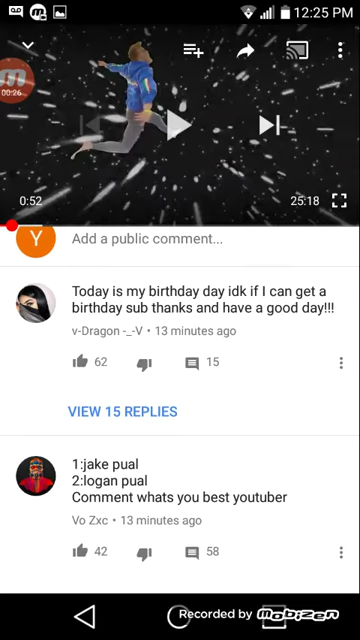 12:25 PM
00:26
0:52
25:18
Y
Add a public comment...
Today is my birthday day idk if I can get a
birthday sub thanks and have a good day!!!
v-Dragon -_-V • 13 minutes ago
62
15
VIEW 15 REPLIES
1:jake pual
2:logan pual
Comment whats you best youtuber
Vo Zxc • 13 minutes ago
42
58
Recorded by Mobizen